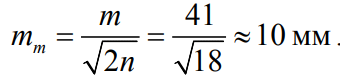 m_m = m / √2n = 41 / √18 ≈ 10 мм .